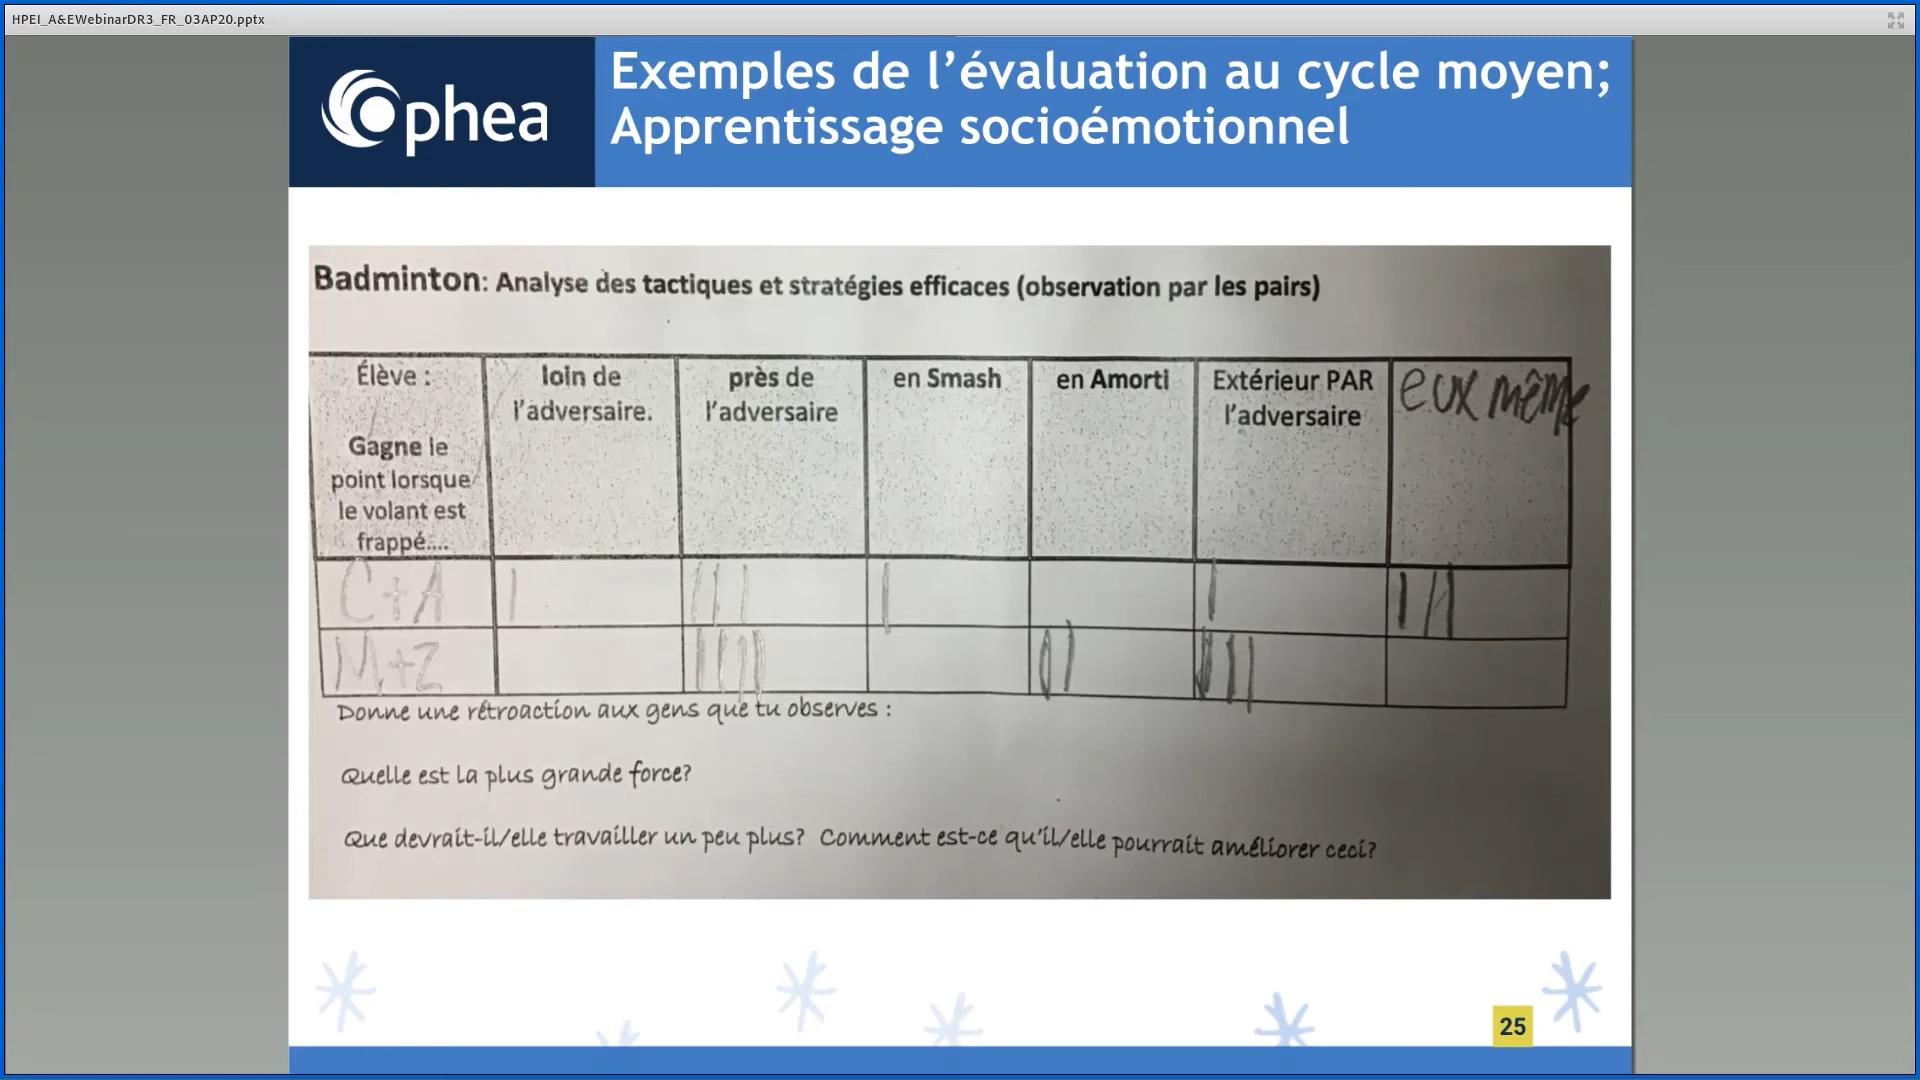 HPEI_A&EWebinarDR3_FR_03AP20.pptx
Ophea
Exemples de l’évaluation au cycle moyen;
Apprentissage socioémotionnel
Badminton: Analyse des tactiques et stratégies efficaces (observation par les pairs)
Élève :
Gagne le
point lorsque
le volant est
frappé....
loin de
l’adversaire.
près de
l’adversaire
en Smash
en Amorti
Extérieur PAR
l’adversaire
eux même
C+A
M+Z
Donne une rétroaction aux gens que tu observes :
Quelle est la plus grande force?
Que devrait-il/elle travailler un peu plus? Comment est-ce qu’il/elle pourrait améliorer ceci?
25